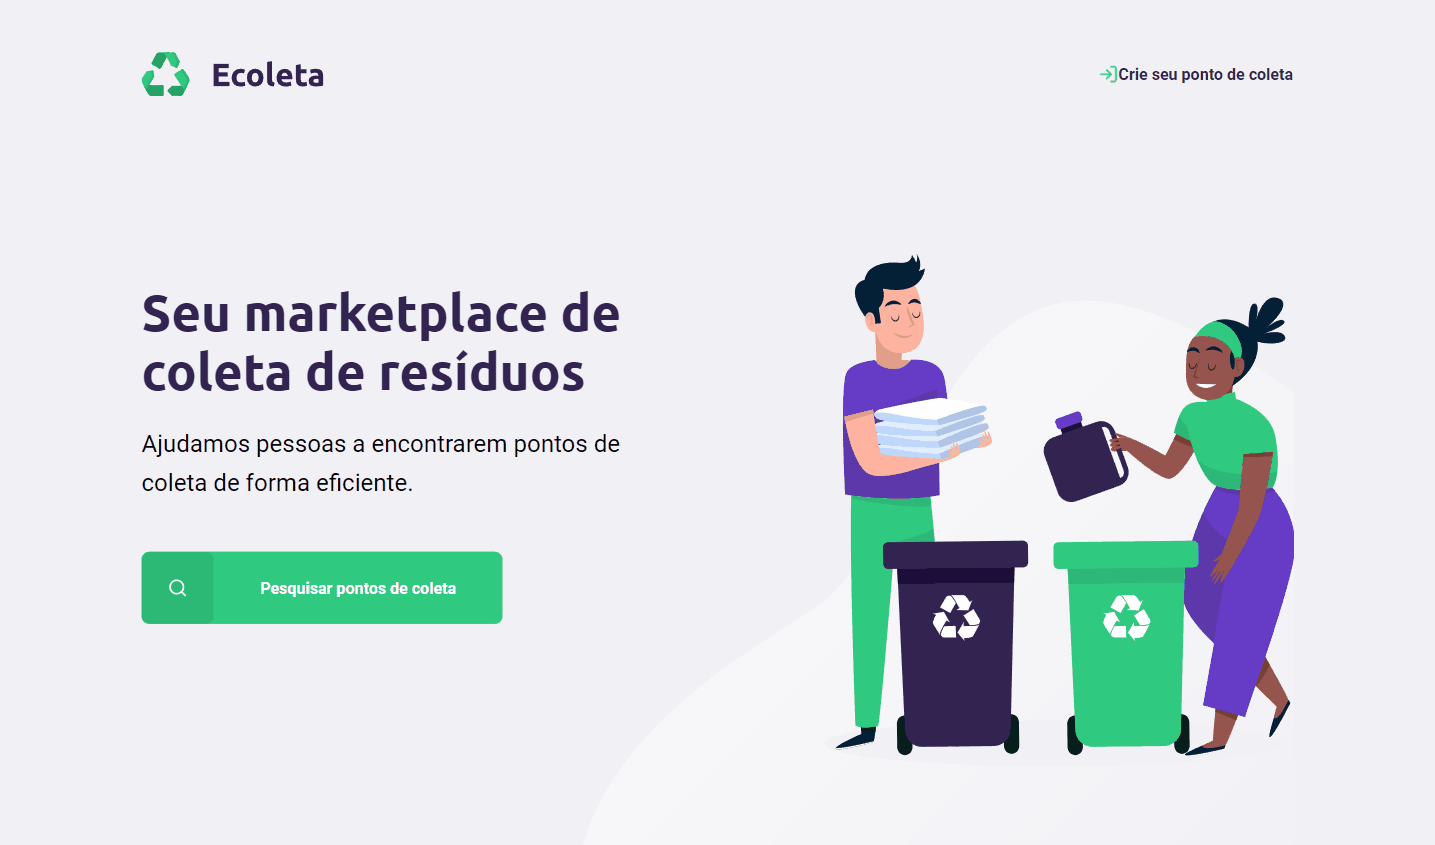 Ecoleta
Crie seu ponto de coleta
Seu marketplace de
coleta de resíduos
Ajudamos pessoas a encontrarem pontos de
coleta de forma eficiente.
Pesquisar pontos de coleta